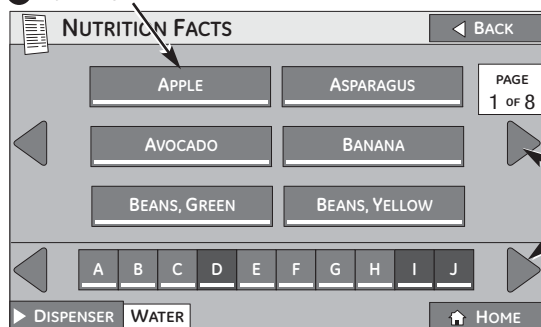 NUTRITION FACTS
BACK
APPLE
ASPARAGUS
PAGE
1 OF 8
AVOCADO
BANANA
BEANS, GREEN
BEANS, YELLOW
A B C D E F G H I J
DISPENSER
WATER
HOME